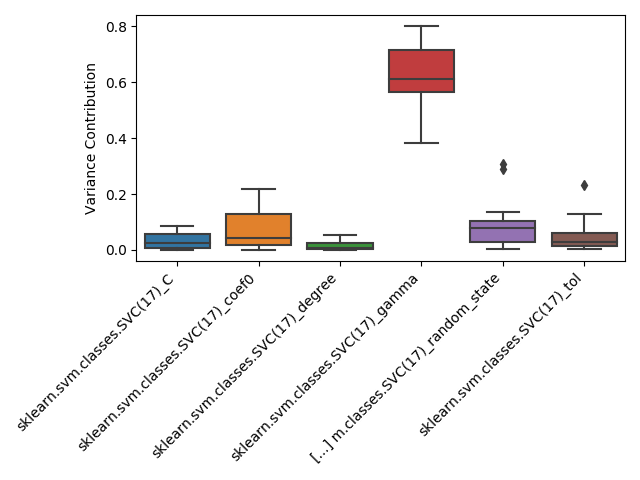 0.8
0.6
0.4
0.2
0.0
Variance Contribution
sklearn.svm.classes.SVC(17)_C
sklearn.svm.classes.SVC(17)_coef0
sklearn.svm.classes.SVC(17)_degree
sklearn.svm.classes.SVC(17)_gamma
[...] m.classes.SVC(17)_random_state
sklearn.svm.classes.SVC(17)_tol